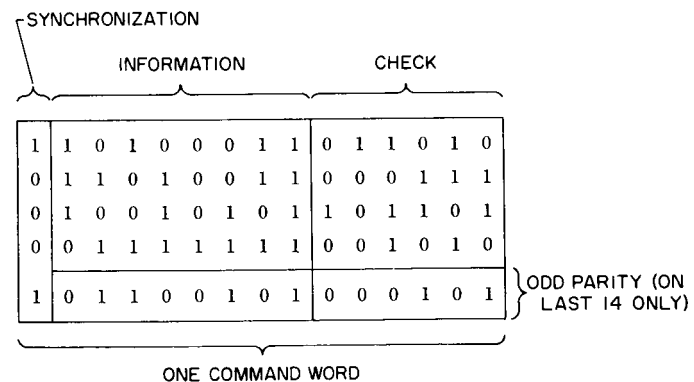 SYNCHRONIZATION
INFORMATION CHECK
1 1 0 1 0 0 0 1 1 0 1 1 0 1 0
0 1 1 0 1 0 0 1 1 0 0 0 1 1 1
0 1 0 0 1 0 1 0 1 1 0 1 1 0 1
0 0 1 1 1 1 1 1 1 0 0 1 0 1 0
1 0 1 1 0 0 1 0 1 0 0 0 1 0 1
ODD PARITY (ON
LAST 14 ONLY)
ONE COMMAND WORD